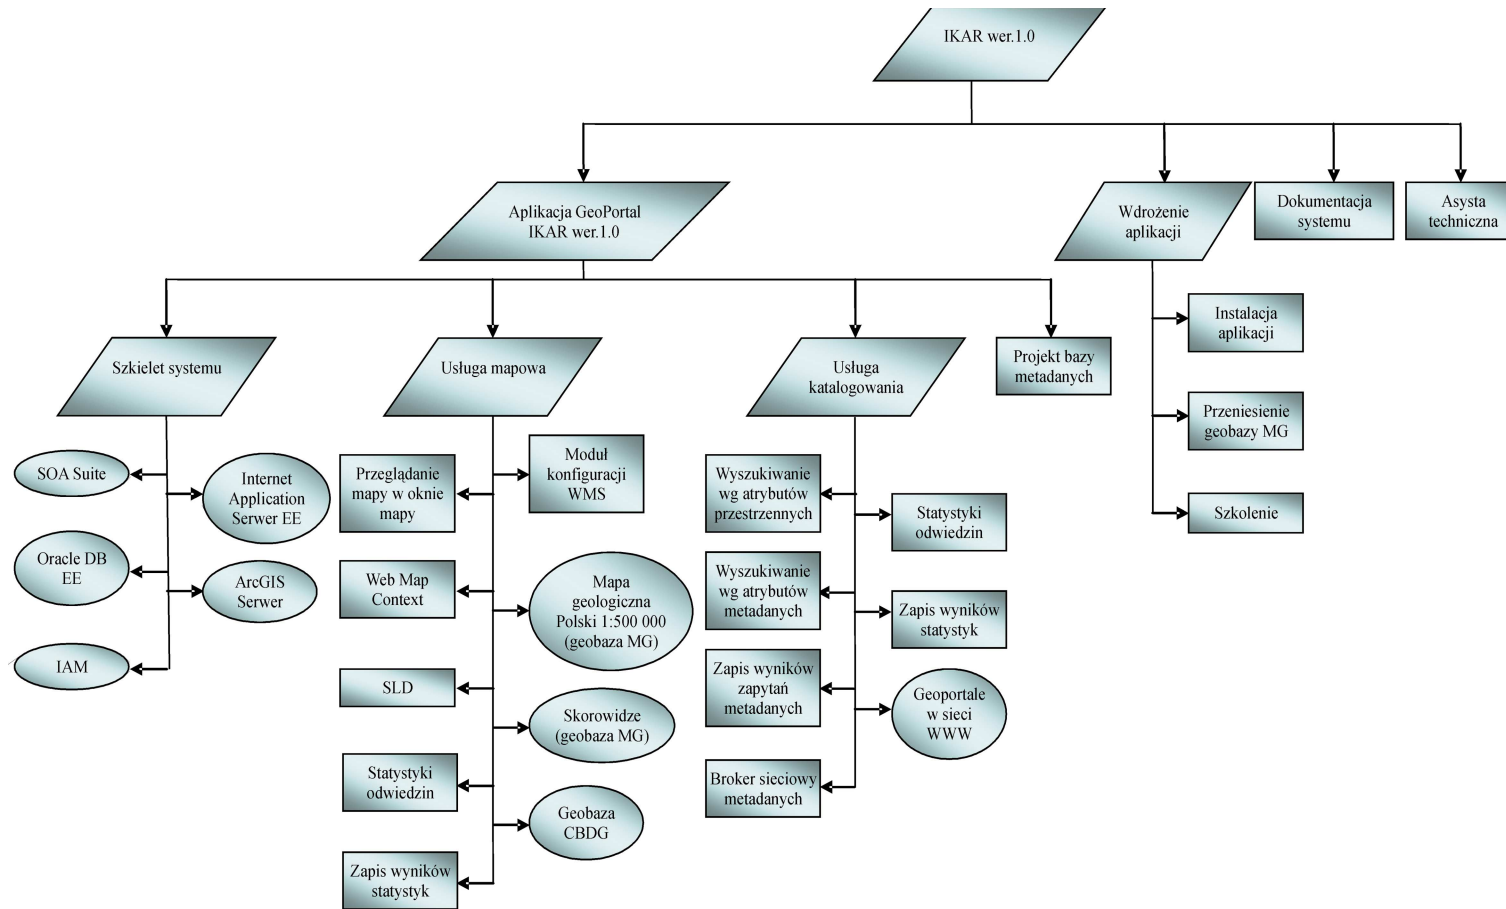 IKAR wer.1.0
Aplikacja GeoPortal
IKAR wer.1.0
Wdrożenie
aplikacji
Dokumentacja
systemu
Asysta
techniczna
Instalacja
aplikacji
Przeniesienie
geobazy MG
Szkolenie
Szkielet systemu
Usługa mapowa
Usługa
katalogowania
Projekt bazy
metadanych
SOA Suite
Internet
Application
Serwer EE
Oracle DB
EE
ArcGIS
Serwer
IAM
Przeglądanie
mapy w oknie
mapy
Moduł
konfiguracji
WMS
Web Map
Context
Mapa
geologiczna
Polski 1:500 000
(geobaza MG)
SLD
Skorowidze
(geobaza MG)
Statystyki
odwiedzin
Geobaza
CBDG
Zapis wyników
statystyk
Wyszukiwanie
wg atrybutów
przestrzennych
Statystyki
odwiedzin
Wyszukiwanie
wg atrybutów
metadanych
Zapis wyników
statystyk
Zapis wyników
zapytań
metadanych
Geoportale
w sieci
WWW
Broker sieciowy
metadanych